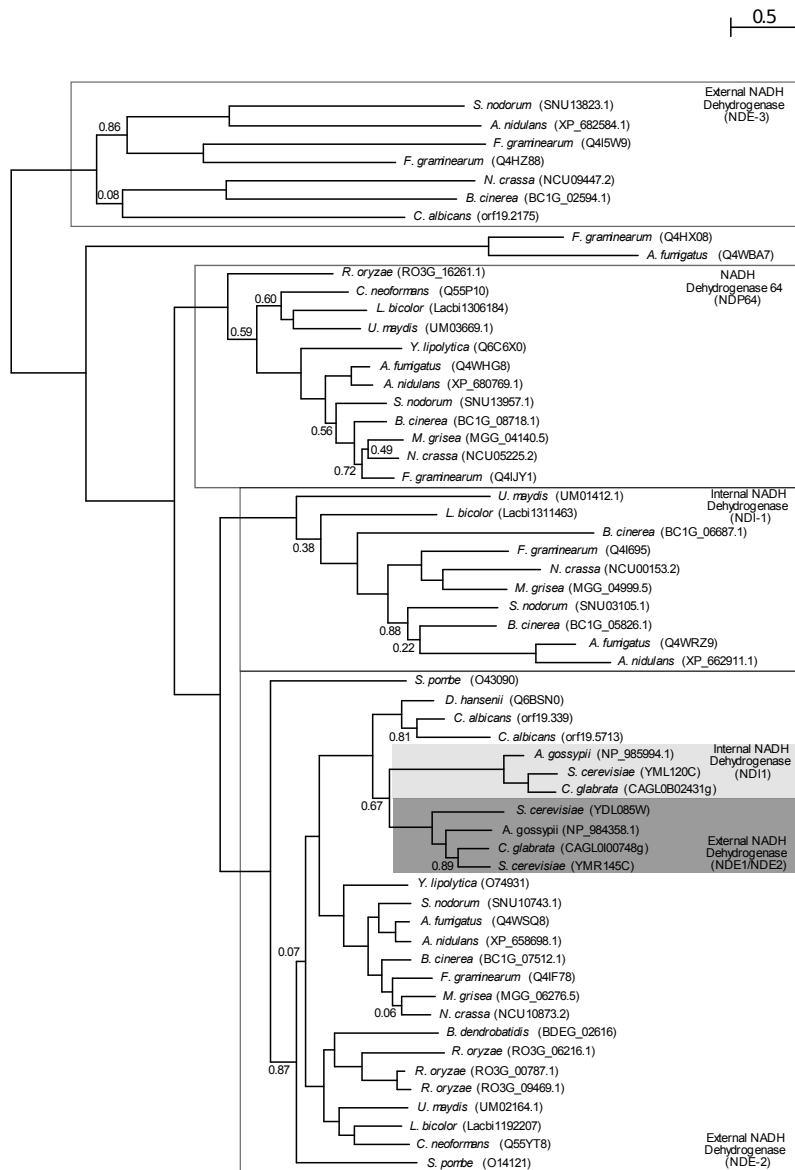 0.5
External NADH
Dehydrogenase
(NDE-3)
S. nodorum (SNU13823.1)
0.86
A. nidulans (XP_682584.1)
F. graminearum (Q4I5W9)
F. graminearum (Q4HZ88)
N. crassa (NCU09447.2)
0.08
B. cinerea (BC1G_02594.1)
C. albicans (orf19.2175)
F. graminearum (Q4HX08)
A. fumigatus (Q4WBA7)
NADH
Dehydrogenase 64
(NDP64)
R. oryzae (RO3G_16261.1)
C. neoformans (Q55P10)
0.60
L. bicolor (Lacbi1306184)
0.59
U. maydis (UM03669.1)
Y. lipolytica (Q6C6X0)
A. fumigatus (Q4WHG8)
A. nidulans (XP_680769.1)
S. nodorum (SNU13957.1)
0.56
B. cinerea (BC1G_08718.1)
M. grisea (MGG_04140.5)
0.49
N. crassa (NCU05225.2)
0.72
F. graminearum (Q4IJY1)
Internal NADH
Dehydrogenase
(NDI-1)
U. maydis (UM01412.1)
L. bicolor (Lacbi1311463)
0.38
B. cinerea (BC1G_06687.1)
F. graminearum (Q4I695)
N. crassa (NCU00153.2)
M. grisea (MGG_04999.5)
S. nodorum (SNU03105.1)
0.88
B. cinerea (BC1G_05826.1)
0.22
A. fumigatus (Q4WRZ9)
A. nidulans (XP_662911.1)
S. pombe (O43090)
D. hansenii (Q6BSN0)
C. albicans (orf19.339)
0.81
C. albicans (orf19.5713)
Internal NADH
Dehydrogenase
(NDI1)
A. gossypii (NP_985994.1)
S. cerevisiae (YML120C)
C. glabrata (CAGL0B02431g)
0.67
S. cerevisiae (YDL085W)
A. gossypii (NP_984358.1)
C. glabrata (CAGL0I00748g)
0.89
S. cerevisiae (YMR145C)
External NADH
Dehydrogenase
(NDE1/NDE2)
Y. lipolytica (O74931)
S. nodorum (SNU10743.1)
A. fumigatus (Q4WSQ8)
A. nidulans (XP_658698.1)
0.07
B. cinerea (BC1G_07512.1)
F. graminearum (Q4IF78)
M. grisea (MGG_06276.5)
0.06
N. crassa (NCU10873.2)
B. dendrobatidis (BDEG_02616)
R. oryzae (RO3G_06216.1)
0.87
R. oryzae (RO3G_00787.1)
R. oryzae (RO3G_09469.1)
U. maydis (UM02164.1)
L. bicolor (Lacbi1192207)
C. neoformans (Q55YT8)
S. pombe (O14121)
External NADH
Dehydrogenase
(NDE-2)